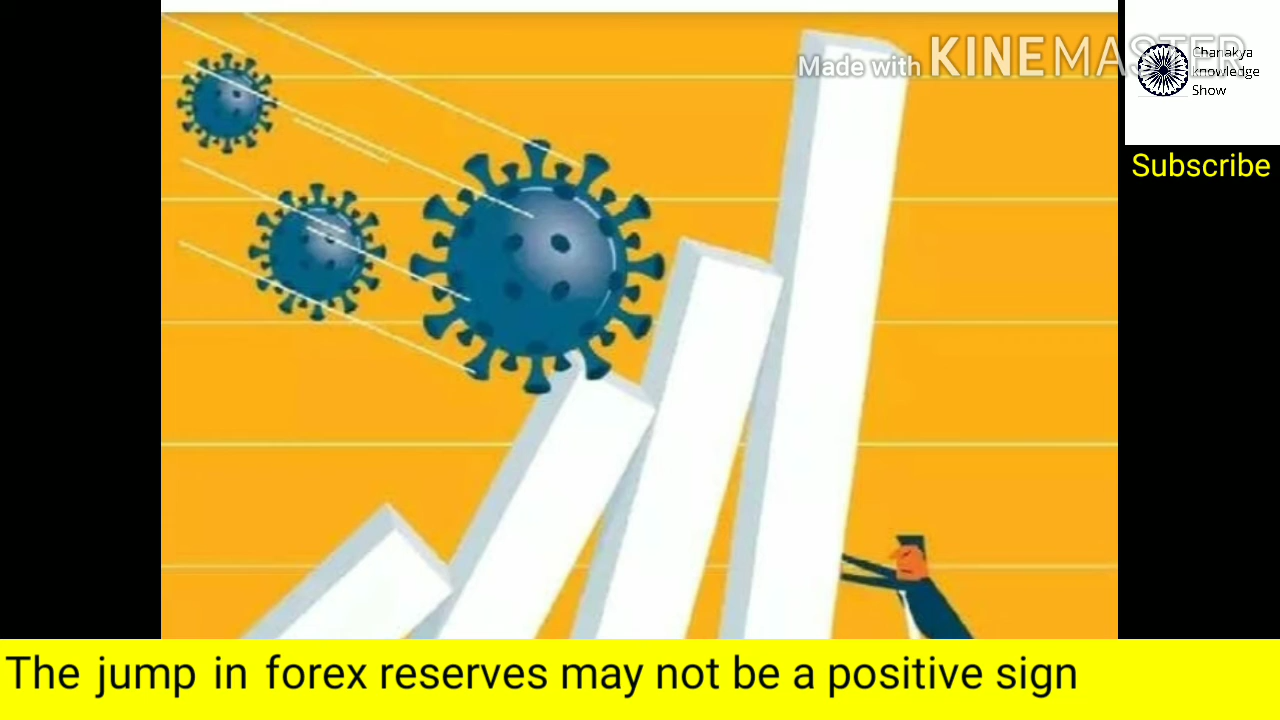 Made with KINEMASTER
Chanakya
knowledge
Show
Subscribe
The jump in forex reserves may not be a positive sign